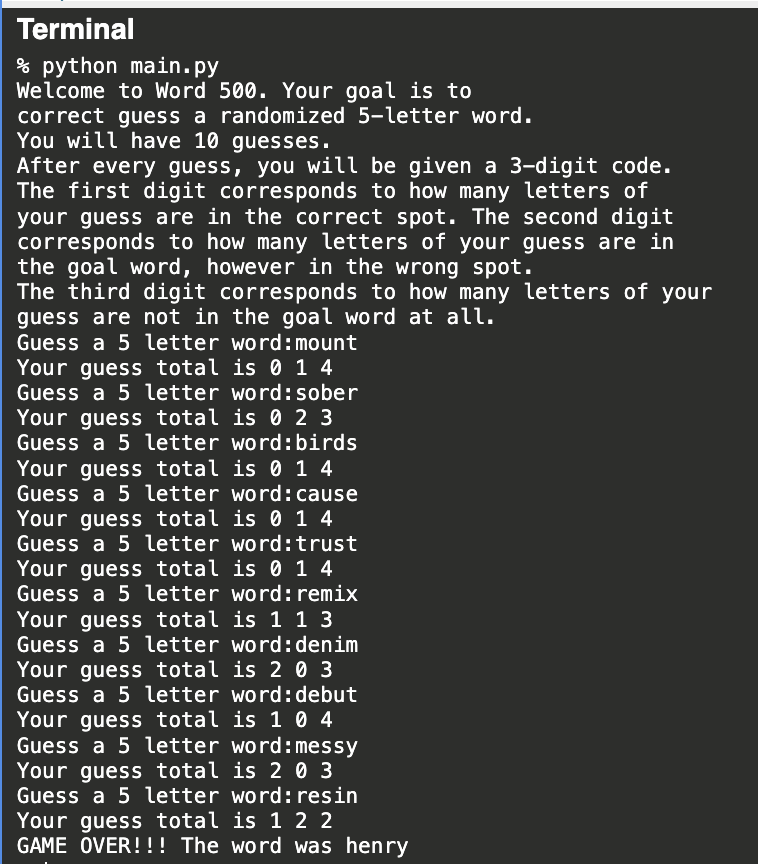 Terminal
% python main.py
Welcome to Word 500. Your goal is to
correct guess a randomized 5-letter word.
You will have 10 guesses.
After every guess, you will be given a 3-digit code.
The first digit corresponds to how many letters of
your guess are in the correct spot. The second digit
corresponds to how many letters of your guess are in
the goal word, however in the wrong spot.
The third digit corresponds to how many letters of your
guess are not in the goal word at all.
Guess a 5 letter word:mount
Your guess total is 0 1 4
Guess a 5 letter word:sober
Your guess total is 0 2 3
Guess a 5 letter word:birds
Your guess total is 0 1 4
Guess a 5 letter word:cause
Your guess total is 0 1 4
Guess a 5 letter word:trust
Your guess total is 0 1 4
Guess a 5 letter word:remix
Your guess total is 1 1 3
Guess a 5 letter word:denim
Your guess total is 2 0 3
Guess a 5 letter word:debut
Your guess total is 1 0 4
Guess a 5 letter word:messy
Your guess total is 2 0 3
Guess a 5 letter word:resin
Your guess total is 1 2 2
GAME OVER!!! The word was henry